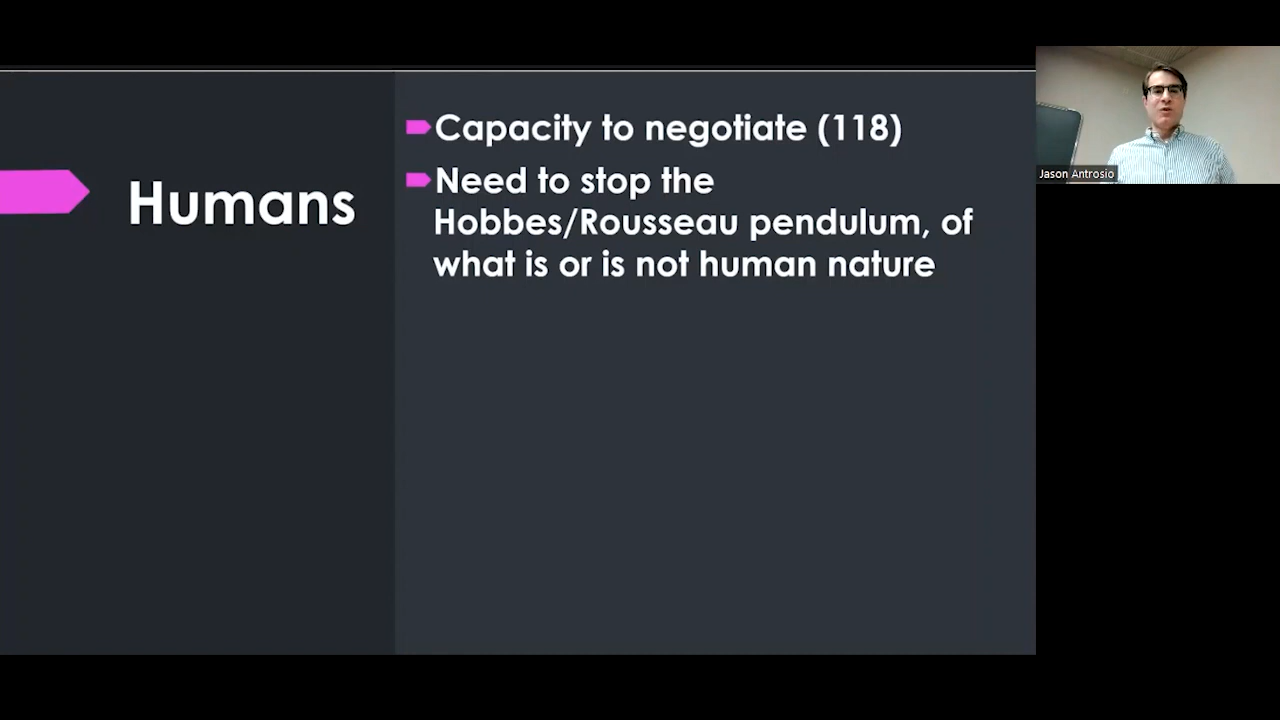 Humans
Capacity to negotiate (118)
Need to stop the
Hobbes/Rousseau pendulum, of
what is or is not human nature
Jason Antrosio